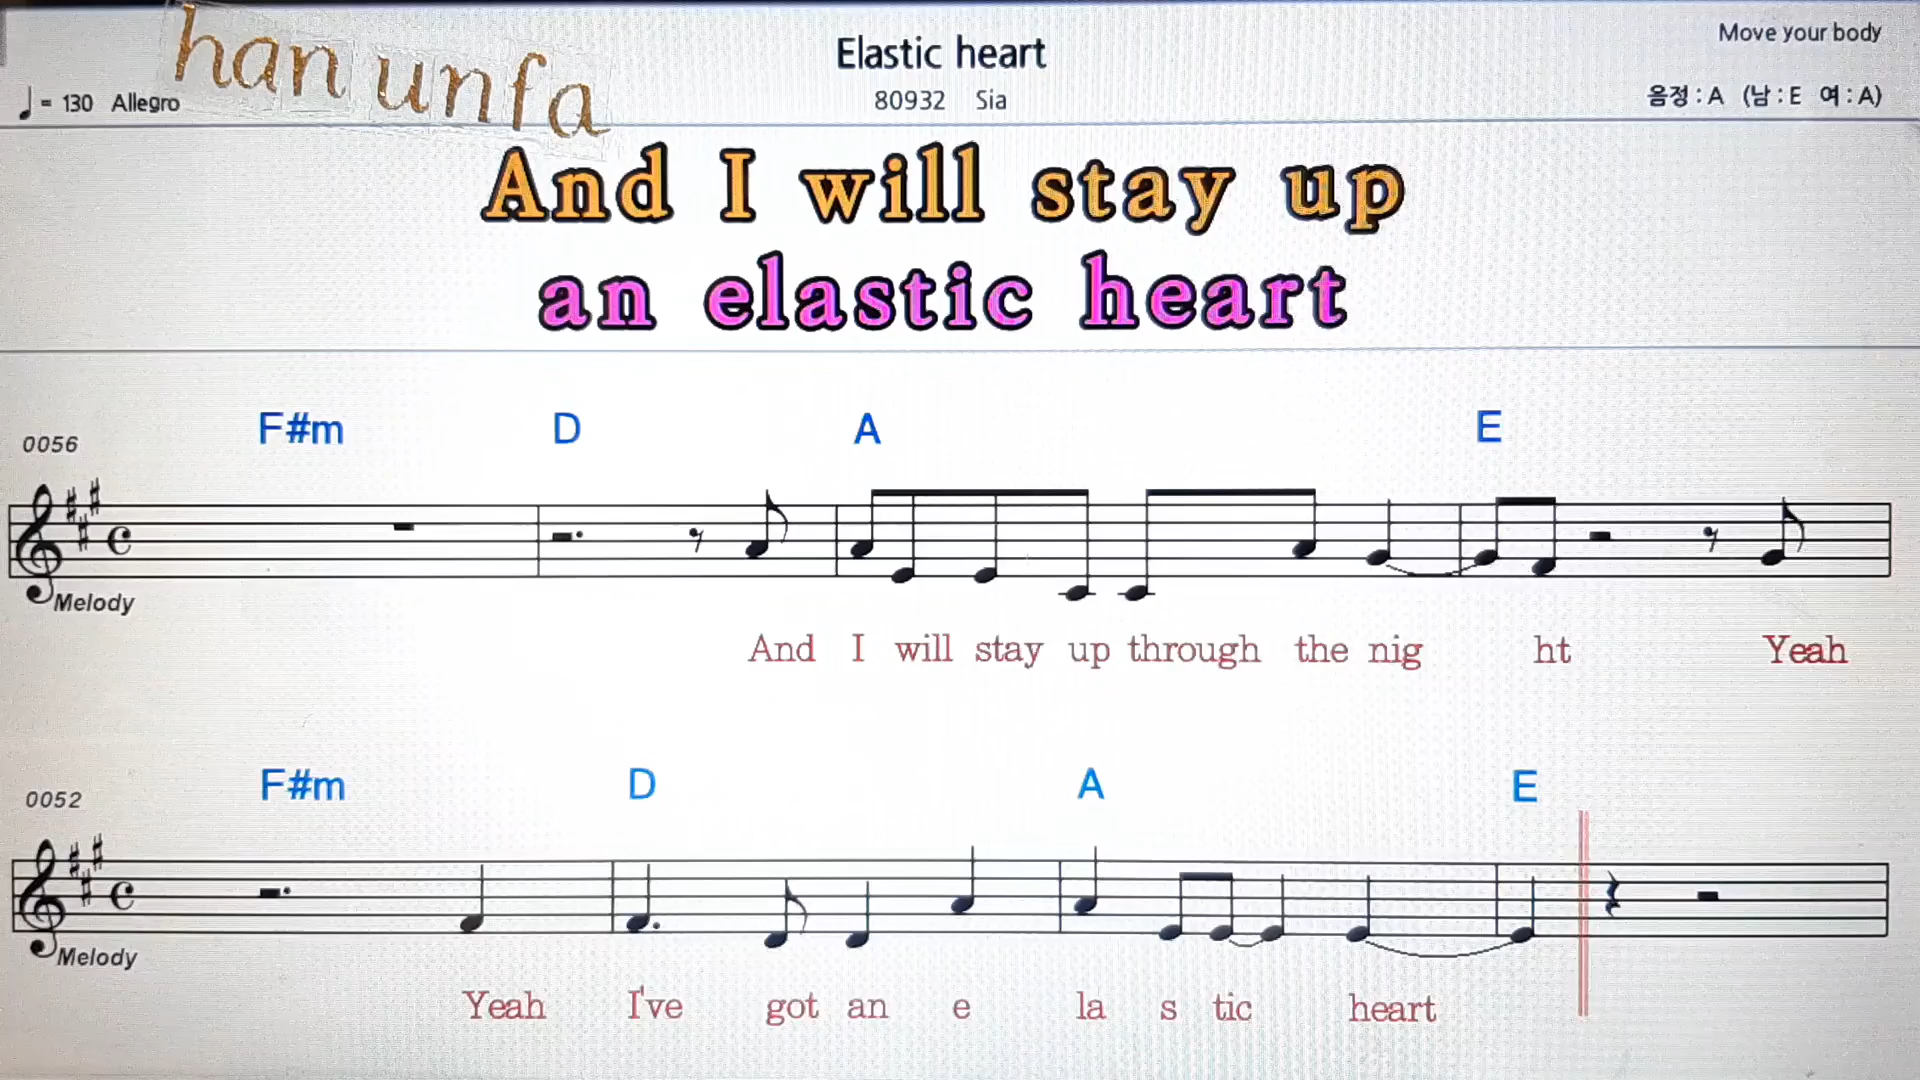 han unfa
Elastic heart
Move your body
♩ = 130 Allegro
80932 Sia
음정 : A (남 : E 여 : A)
And I will stay up
an elastic heart
F#m D A E
0056
Melody
And I will stay up through the nig ht Yeah
F#m D A E
0052
Melody
Yeah I've got an e la s tic heart